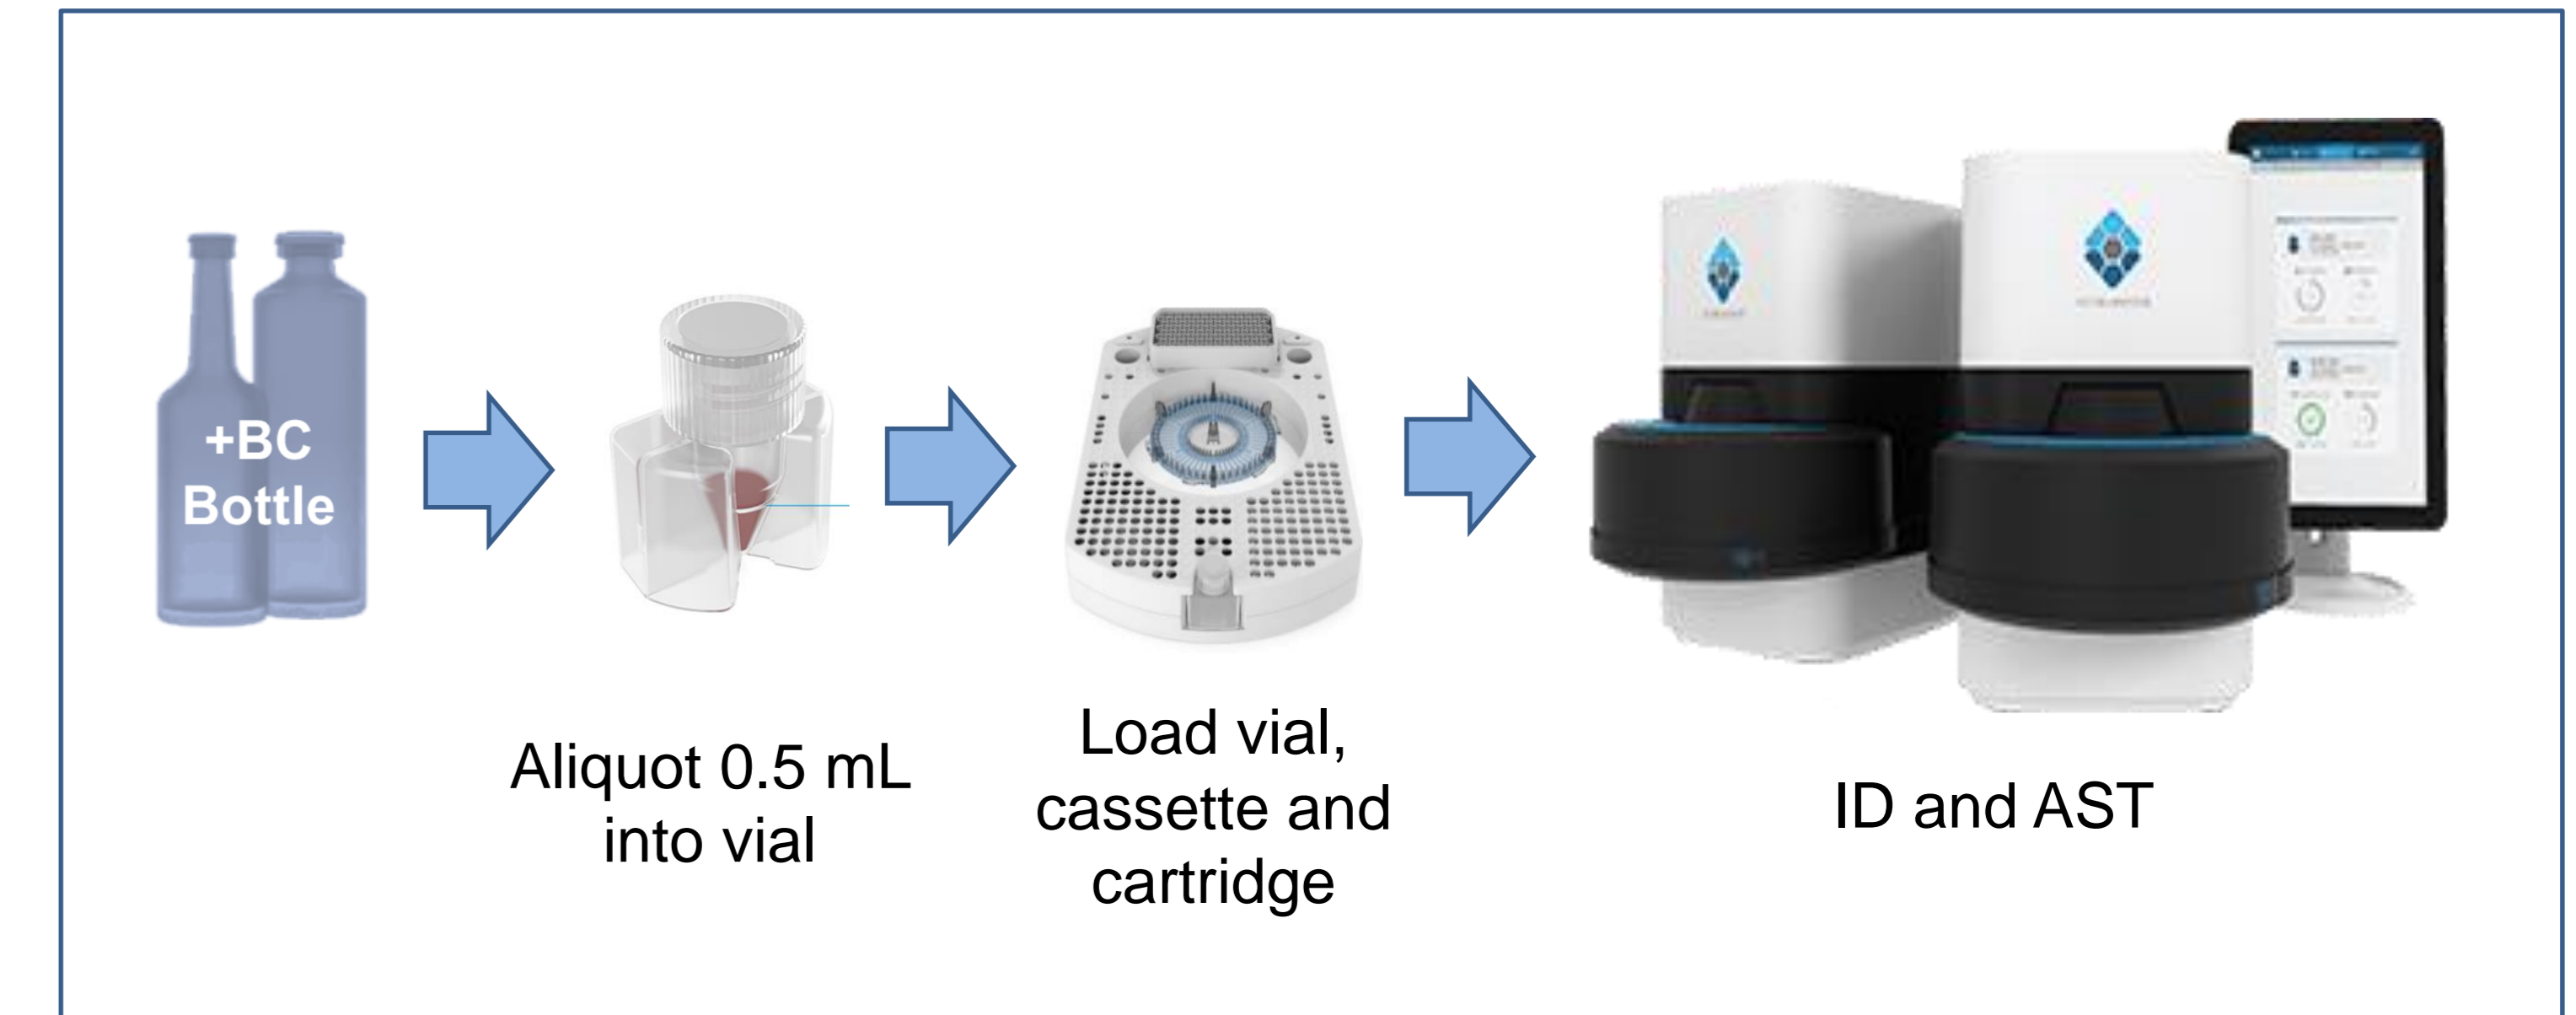 +BC
Bottle
Aliquot 0.5 mL
into vial
Load vial,
cassette and
cartridge
ID and AST